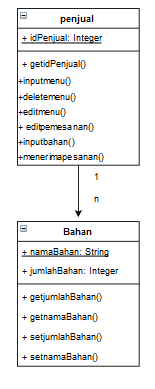 penjual
+ idPenjual: Integer
+ getidPenjual()
+inputmenu()
+deletemenu()
+editmenu()
+ editpemesanan()
+inputbahan()
+menerimapesanan()
1
n
Bahan
+ namaBahan: String
+ jumlahBahan: Integer
+ getjumlahBahan()
+ getnamaBahan()
+ setjumlahBahan()
+ setnamaBahan()